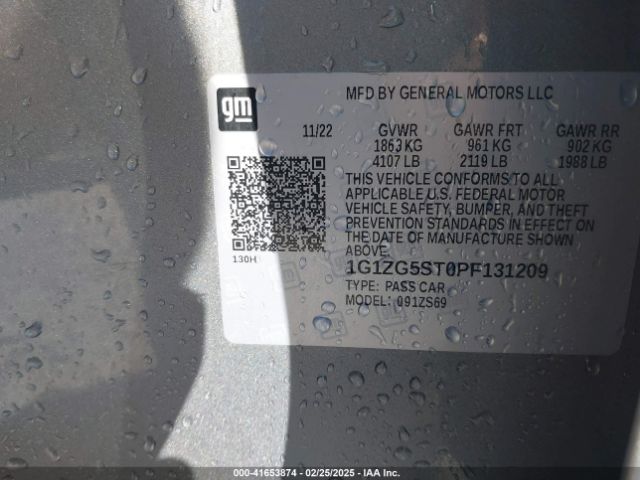 gm
MFD BY GENERAL MOTORS LLC
11/22 GVWR GAWR FRT GAWR RR
1863 KG 961 KG 902 KG
4107 LB 2119 LB 1988 LB
THIS VEHICLE CONFORMS TO ALL
APPLICABLE U.S. FEDERAL MOTOR
VEHICLE SAFETY, BUMPER, AND THEFT
PREVENTION STANDARDS IN EFFECT ON
THE DATE OF MANUFACTURE SHOWN
ABOVE.
130H
1G1ZG5ST0PF131209
TYPE: PASS CAR
MODEL: 091ZS69
000-41653874 - 02/25/2025 - IAA Inc.